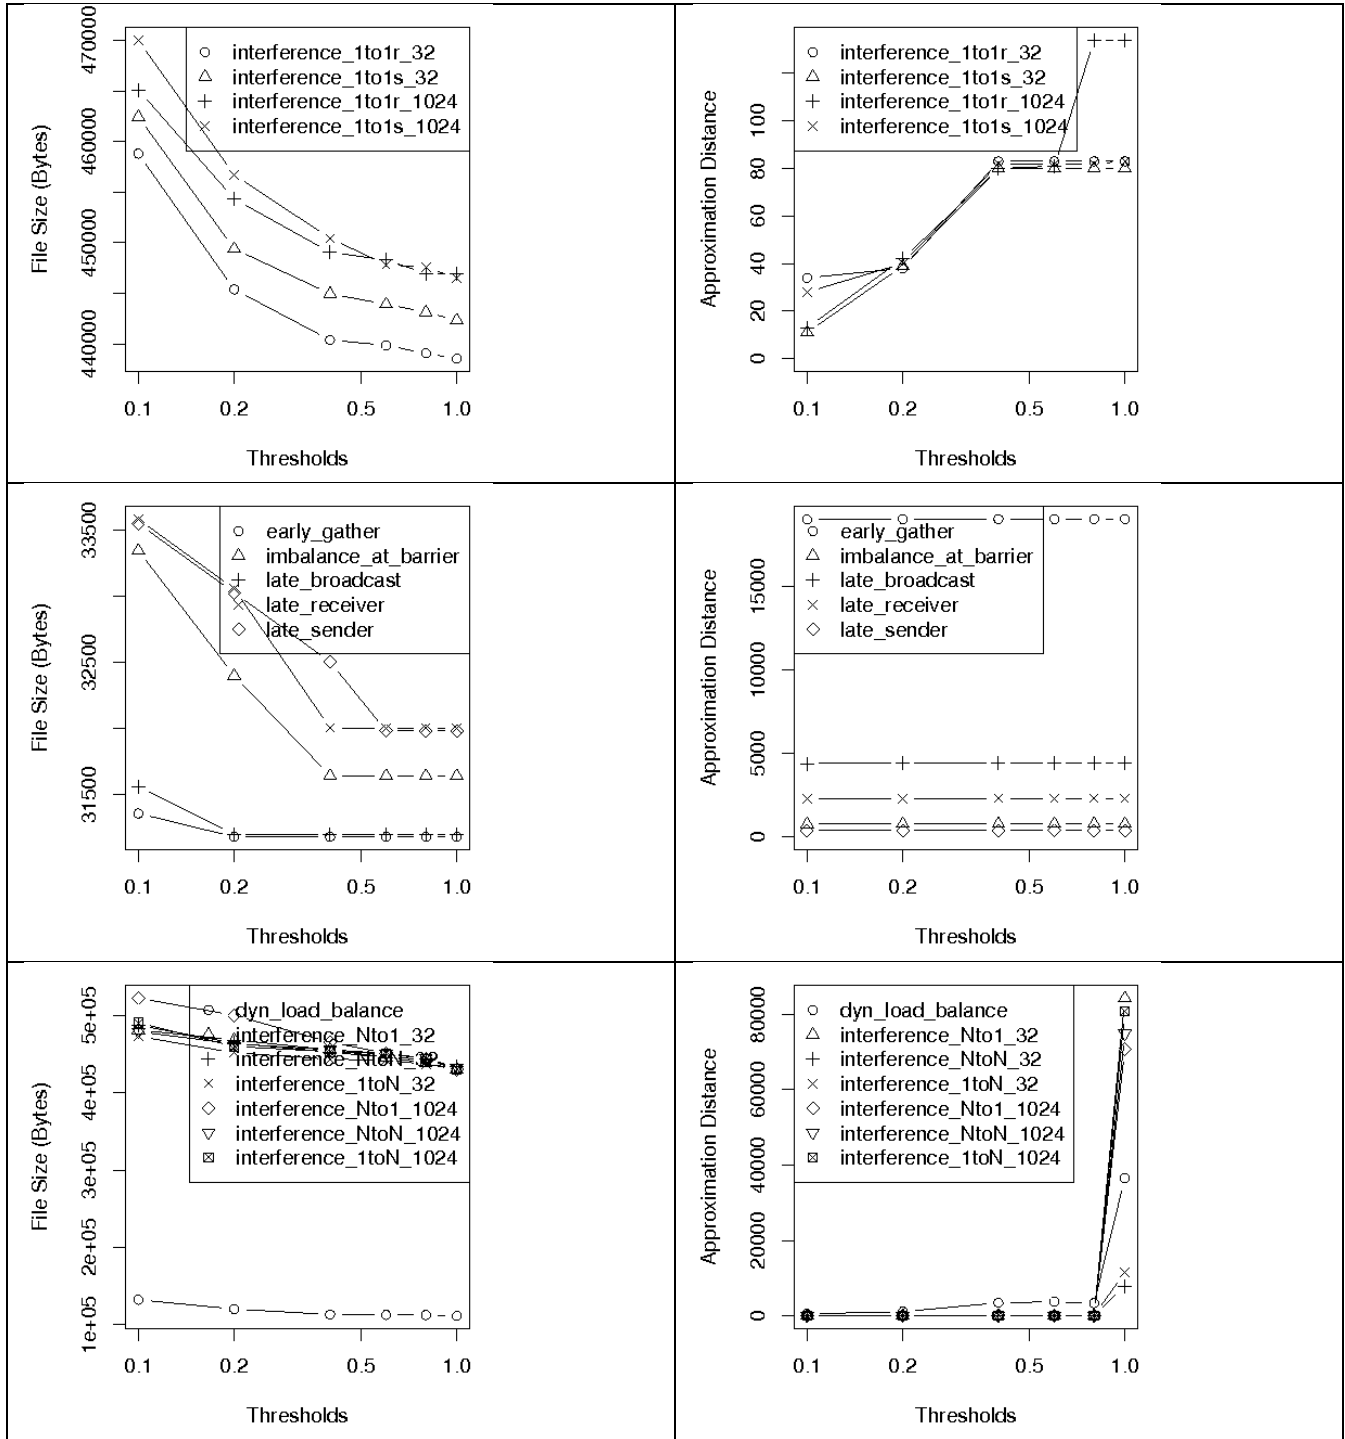 File Size (Bytes)
470000
460000
450000
440000
interference_1to1r_32
interference_1to1s_32
interference_1to1r_1024
interference_1to1s_1024
0.1 0.2 0.5 1.0
Thresholds
Approximation Distance
100
80
60
40
20
0
interference_1to1r_32
interference_1to1s_32
interference_1to1r_1024
interference_1to1s_1024
0.1 0.2 0.5 1.0
Thresholds
File Size (Bytes)
33500
32500
31500
early_gather
imbalance_at_barrier
late_broadcast
late_receiver
late_sender
0.1 0.2 0.5 1.0
Thresholds
Approximation Distance
15000
10000
5000
0
early_gather
imbalance_at_barrier
late_broadcast
late_receiver
late_sender
0.1 0.2 0.5 1.0
Thresholds
File Size (Bytes)
5e+05
4e+05
3e+05
2e+05
1e+05
dyn_load_balance
interference_Nto1_32
interference_NtoN_32
interference_1toN_32
interference_Nto1_1024
interference_NtoN_1024
interference_1toN_1024
0.1 0.2 0.5 1.0
Thresholds
Approximation Distance
80000
60000
40000
20000
0
dyn_load_balance
interference_Nto1_32
interference_NtoN_32
interference_1toN_32
interference_Nto1_1024
interference_NtoN_1024
interference_1toN_1024
0.1 0.2 0.5 1.0
Thresholds